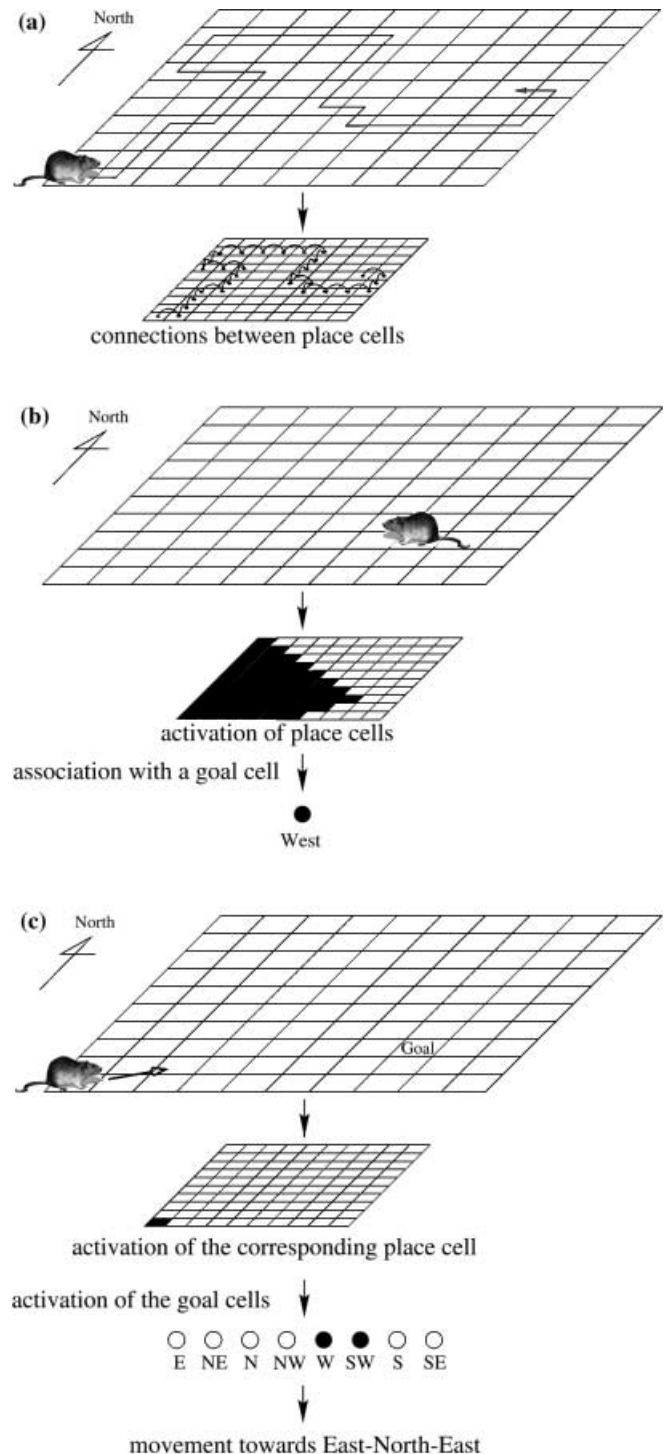 (a)
North
connections between place cells
(b)
North
activation of place cells
association with a goal cell
West
(c)
North
Goal
activation of the corresponding place cell
activation of the goal cells
E NE N NW W SW S SE
movement towards East-North-East